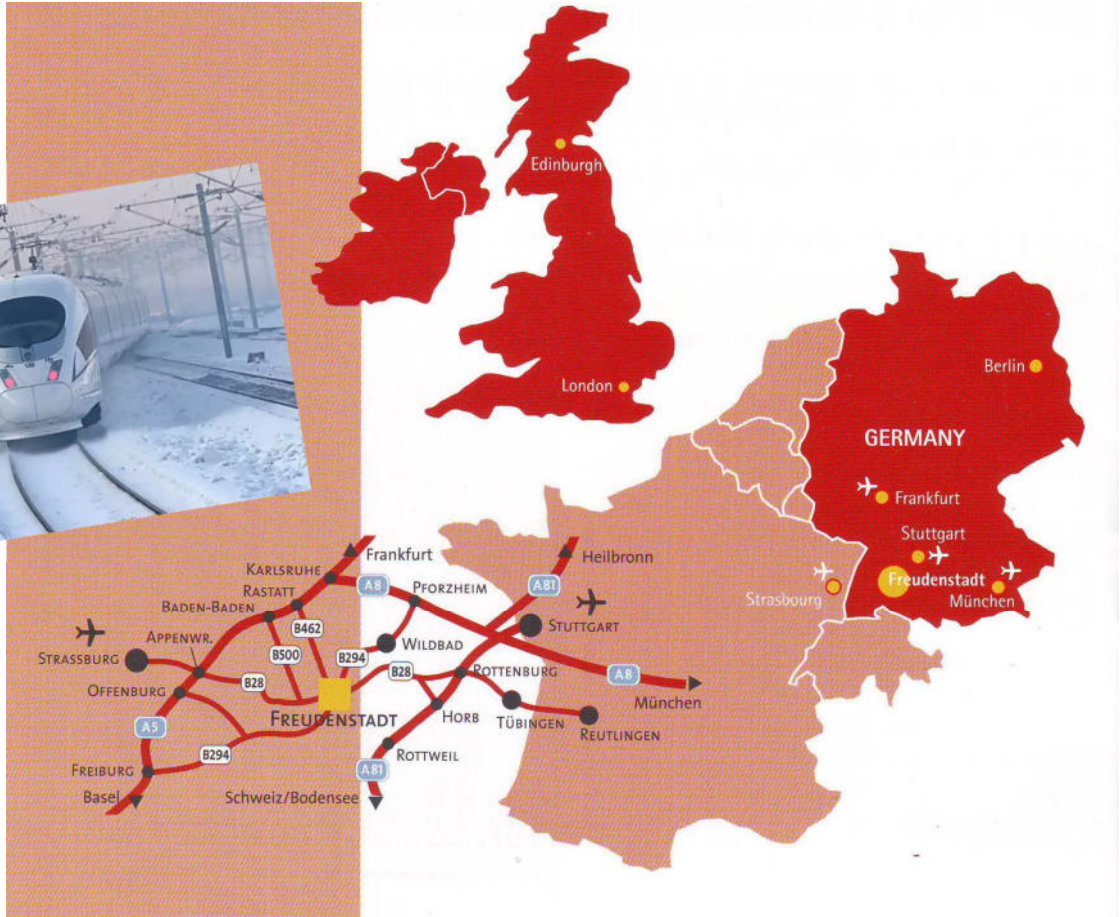 Edinburgh
London
Berlin
GERMANY
Frankfurt
Stuttgart
Freudenstadt
Strasbourg
München
Frankfurt
Heilbronn
KARLSRUHE
A8
PFORZHEIM
A81
RASTATT
BADEN-BADEN
B462
STUTTGART
APPENWR.
WILDBAD
STRASSBURG
B500
B294
B28
ROTTENBURG
A8
OFFENBURG
B28
München
FREUDENSTADT
HORB
TÜBINGEN
REUTLINGEN
A5
B294
ROTTWEIL
FREIBURG
A81
Basel
Schweiz/Bodensee